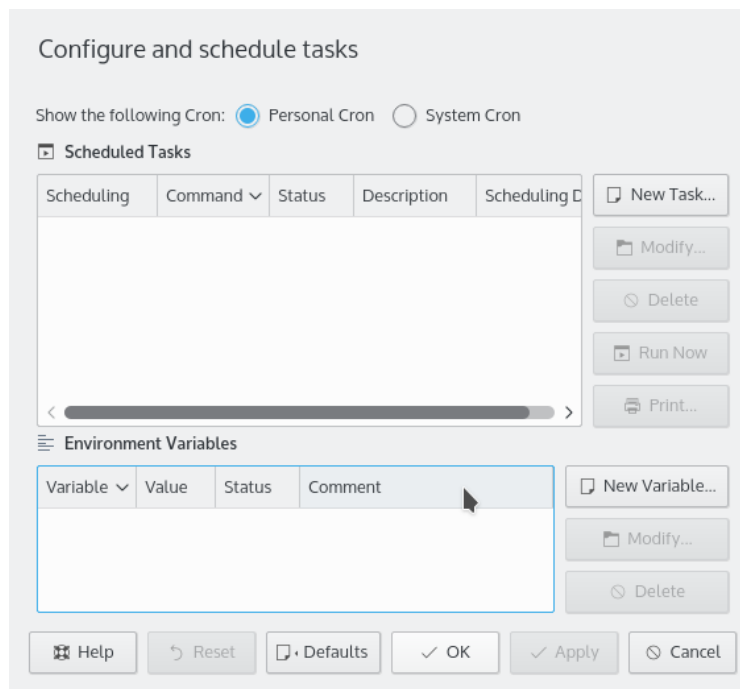 Configure and schedule tasks
Show the following Cron: Personal Cron System Cron
Scheduled Tasks
Scheduling Command Status Description Scheduling D
New Task...
Modify...
Delete
Run Now
Print...
Environment Variables
Variable Value Status Comment
New Variable...
Modify...
Delete
Help Reset Defaults OK Apply Cancel